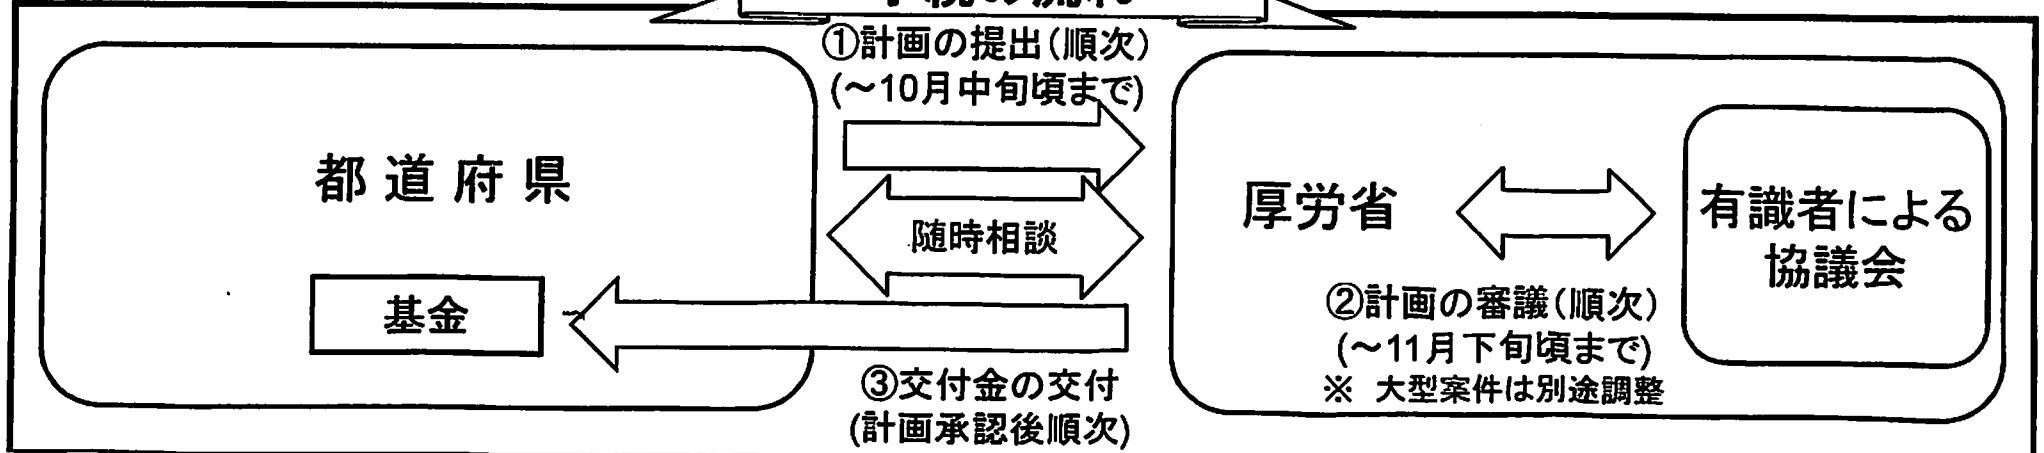 ①計画の提出(順次)
(～10月中旬頃まで)
都道府県
随時相談
基金
③交付金の交付
(計画承認後順次)
厚労省
有識者による
協議会
②計画の審議(順次)
(～11月下旬頃まで)
※ 大型案件は別途調整